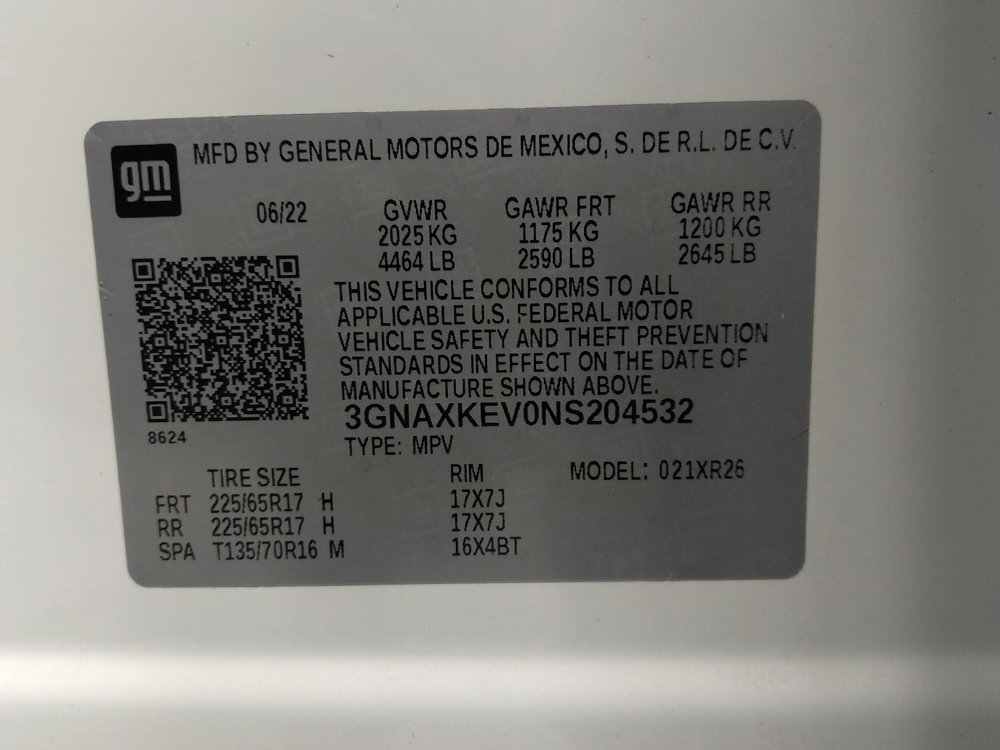 gm
MFD BY GENERAL MOTORS DE MEXICO, S. DE R.L. DE C.V.
06/22 GVWR GAWR FRT GAWR RR
2025 KG 1175 KG 1200 KG
4464 LB 2590 LB 2645 LB
THIS VEHICLE CONFORMS TO ALL
APPLICABLE U.S. FEDERAL MOTOR
VEHICLE SAFETY AND THEFT PREVENTION
STANDARDS IN EFFECT ON THE DATE OF
MANUFACTURE SHOWN ABOVE.
3GNAXKEV0NS204532
8624
TYPE: MPV
TIRE SIZE RIM MODEL: 021XR26
FRT 225/65R17 H 17X7J
RR 225/65R17 H 17X7J
SPA T135/70R16 M 16X4BT